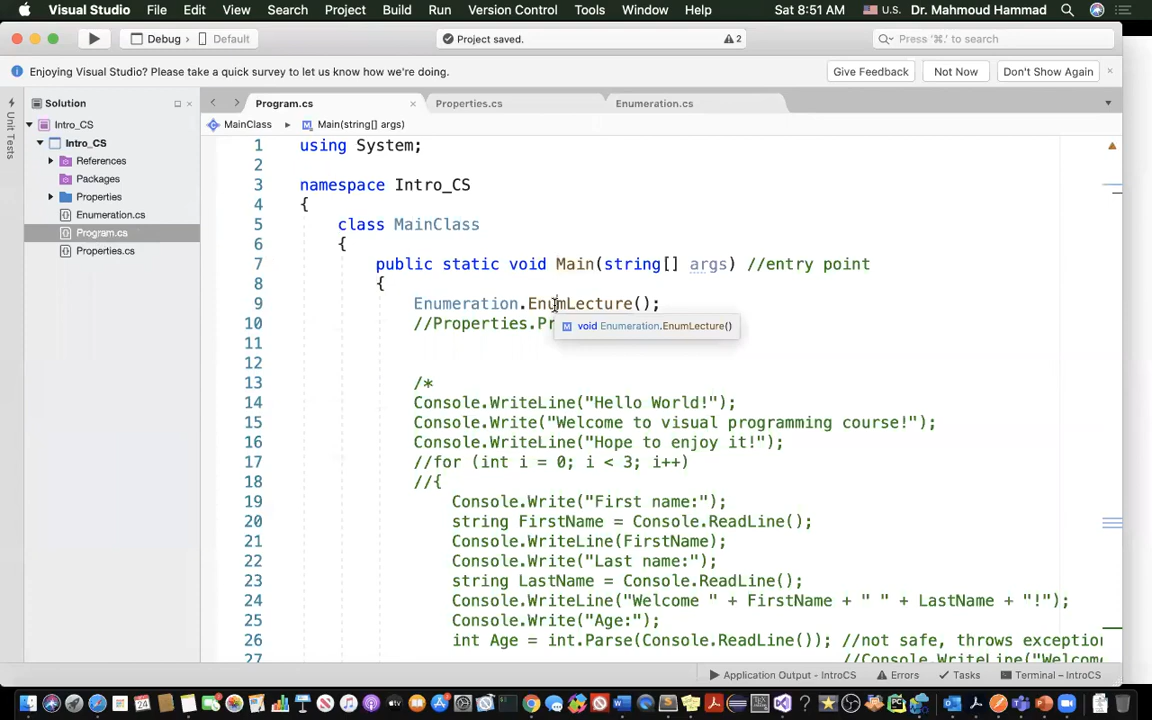 Visual Studio File Edit View Search Project Build Run Version Control Tools Window Help Sat 8:51 AM U.S. Dr. Mahmoud Hammad
Debug Default Project saved. 2 Press '⌘.' to search
Enjoying Visual Studio? Please take a quick survey to let us know how we're doing. Give Feedback Not Now Don't Show Again
Solution Program.cs Properties.cs Enumeration.cs
Unit Tests
Intro_CS
Intro_CS
References
Packages
Properties
Enumeration.cs
Program.cs
Properties.cs
MainClass Main(string[] args)
1 using System;
2
3 namespace Intro_CS
4 {
5 class MainClass
6 {
7 public static void Main(string[] args) //entry point
8 {
9 Enumeration.EnumLecture();
10 //Properties.Pr
void Enumeration.EnumLecture()
11
12
13 /*
14 Console.WriteLine("Hello World!");
15 Console.Write("Welcome to visual programming course!");
16 Console.WriteLine("Hope to enjoy it!");
17 //for (int i = 0; i < 3; i++)
18 //{
19 Console.Write("First name:");
20 string FirstName = Console.ReadLine();
21 Console.WriteLine(FirstName);
22 Console.Write("Last name:");
23 string LastName = Console.ReadLine();
24 Console.WriteLine("Welcome " + FirstName + " " + LastName + "!");
25 Console.Write("Age:");
26 int Age = int.Parse(Console.ReadLine()); //not safe, throws exception
27 //Console.WriteLine("Welcom
Application Output – IntroCS Errors Tasks Terminal – IntroCS